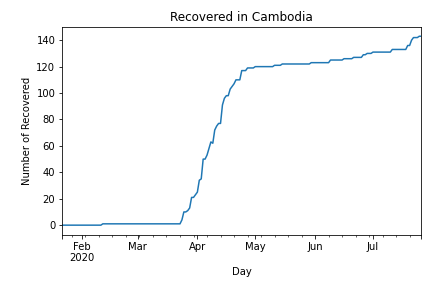 Recovered in Cambodia
Number of Recovered
140
120
100
80
60
40
20
0
Feb
2020
Mar
Apr
May
Jun
Jul
Day